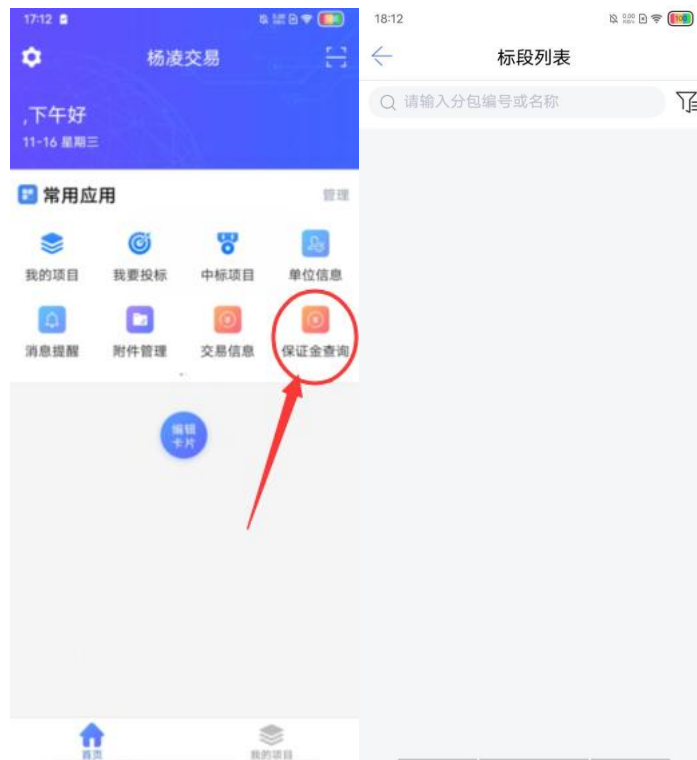 17:12
杨凌交易
,下午好
11-16 星期三
常用应用
管理
我的项目
我要投标
中标项目
单位信息
消息提醒
附件管理
交易信息
保证金查询
编辑
卡片
首页
我的项目
18:12
100
标段列表
请输入分包编号或名称